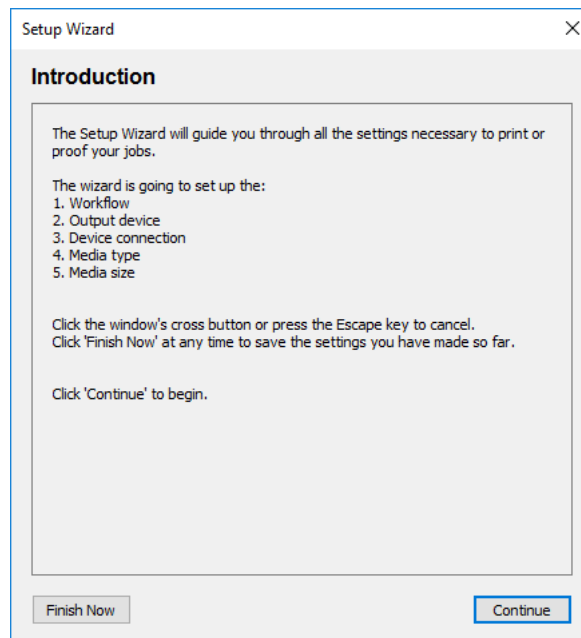 Setup Wizard
Introduction
The Setup Wizard will guide you through all the settings necessary to print or
proof your jobs.
The wizard is going to set up the:
1. Workflow
2. Output device
3. Device connection
4. Media type
5. Media size
Click the window's cross button or press the Escape key to cancel.
Click 'Finish Now' at any time to save the settings you have made so far.
Click 'Continue' to begin.
Finish Now
Continue